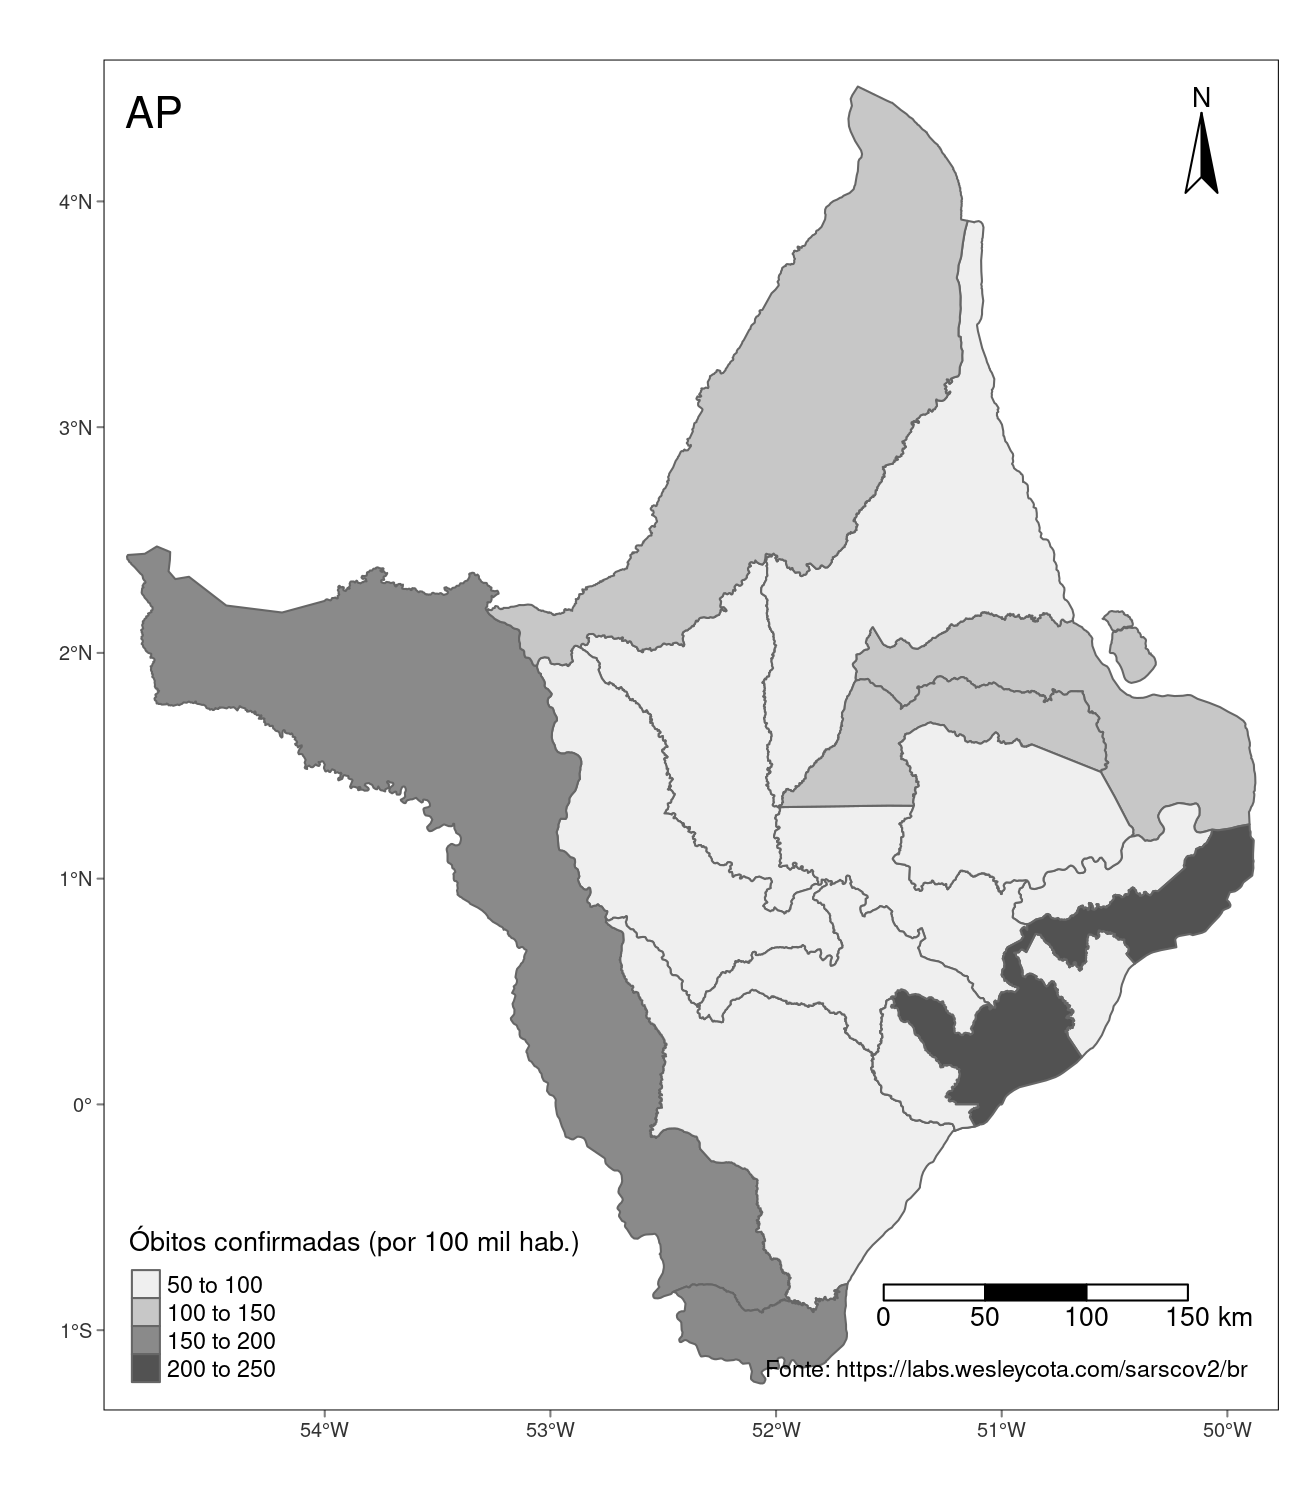 AP
N
4°N
3°N
2°N
1°N
0°
1°S
Óbitos confirmadas (por 100 mil hab.)
50 to 100
100 to 150
150 to 200
200 to 250
0 50 100 150 km
Fonte: https://labs.wesleycota.com/sarscov2/br
54°W 53°W 52°W 51°W 50°W